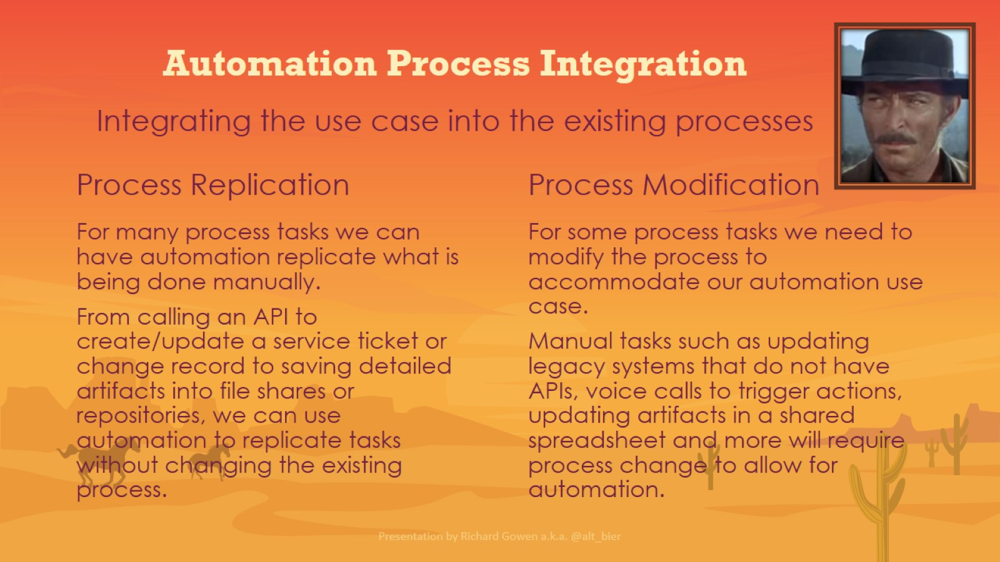 Automation Process Integration
Integrating the use case into the existing processes
Process Replication
For many process tasks we can
have automation replicate what is
being done manually.
From calling an API to
create/update a service ticket or
change record to saving detailed
artifacts into file shares or
repositories, we can use
automation to replicate tasks
without changing the existing
process.
Process Modification
For some process tasks we need to
modify the process to
accommodate our automation use
case.
Manual tasks such as updating
legacy systems that do not have
APIs, voice calls to trigger actions,
updating artifacts in a shared
spreadsheet and more will require
process change to allow for
automation.
Presentation by Richard Gowen a.k.a. @alt_bier